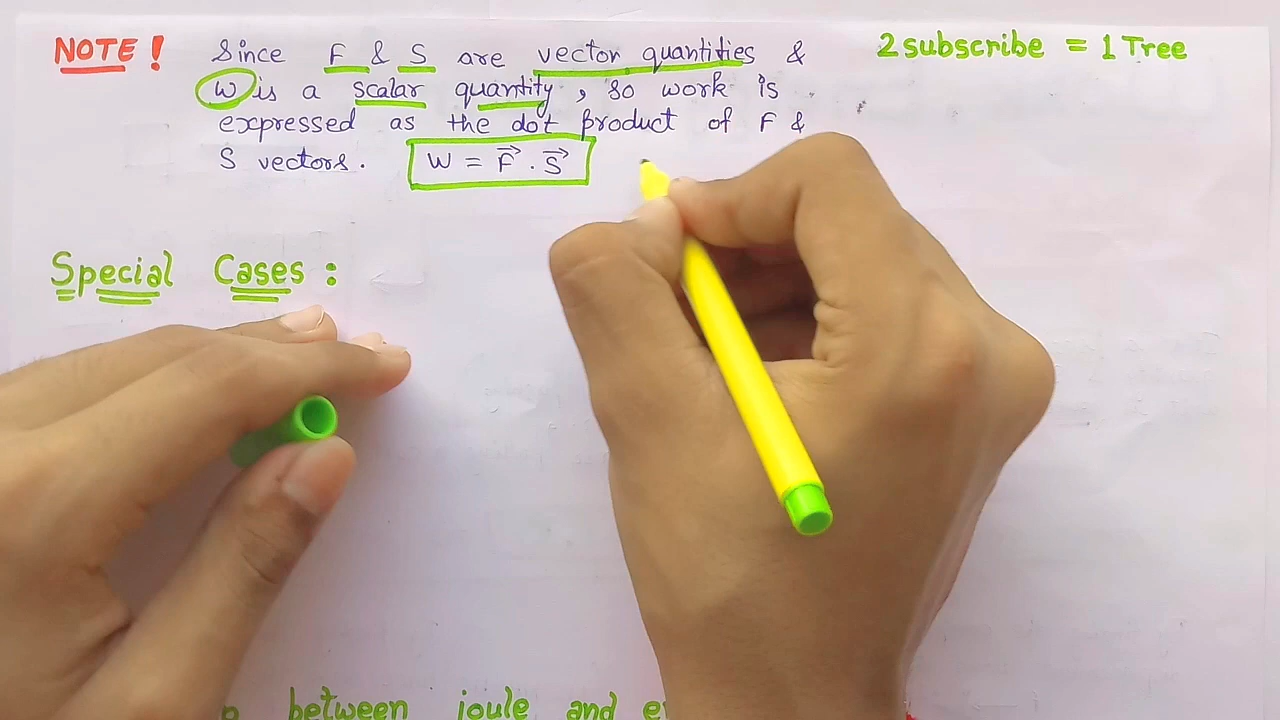 NOTE! Since F & S are vector quantities &
W is a scalar quantity, so work is
expressed as the dot product of F &
S vectors. W = F⃗ . S⃗
2 subscribe = 1 Tree
Special Cases :
between joule and